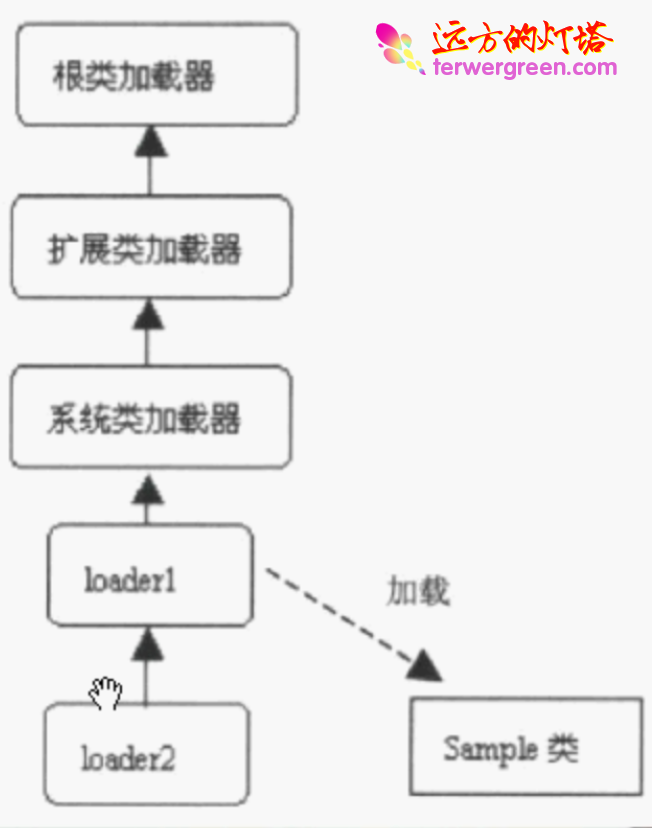 远方的灯塔
terwergreen.com
根类加载器
扩展类加载器
系统类加载器
loader1
加载
loader2
Sample 类